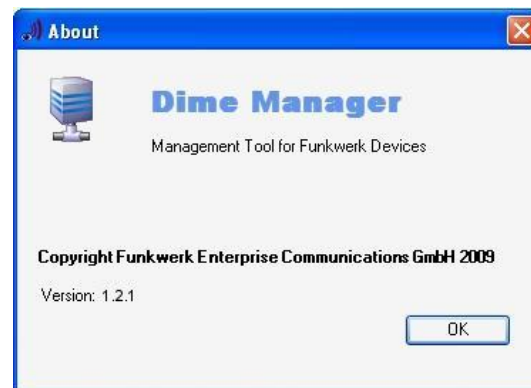 About
Dime Manager
Management Tool for Funkwerk Devices
Copyright Funkwerk Enterprise Communications GmbH 2009
Version: 1.2.1
OK